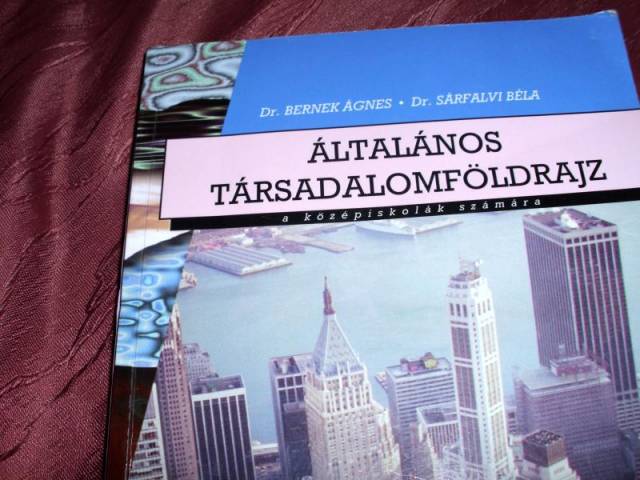 Dr. BERNEK ÁGNES • Dr. SÁRFALVI BÉLA
ÁLTALÁNOS
TÁRSADALOMFÖLDRAJZ
a középiskolák számára